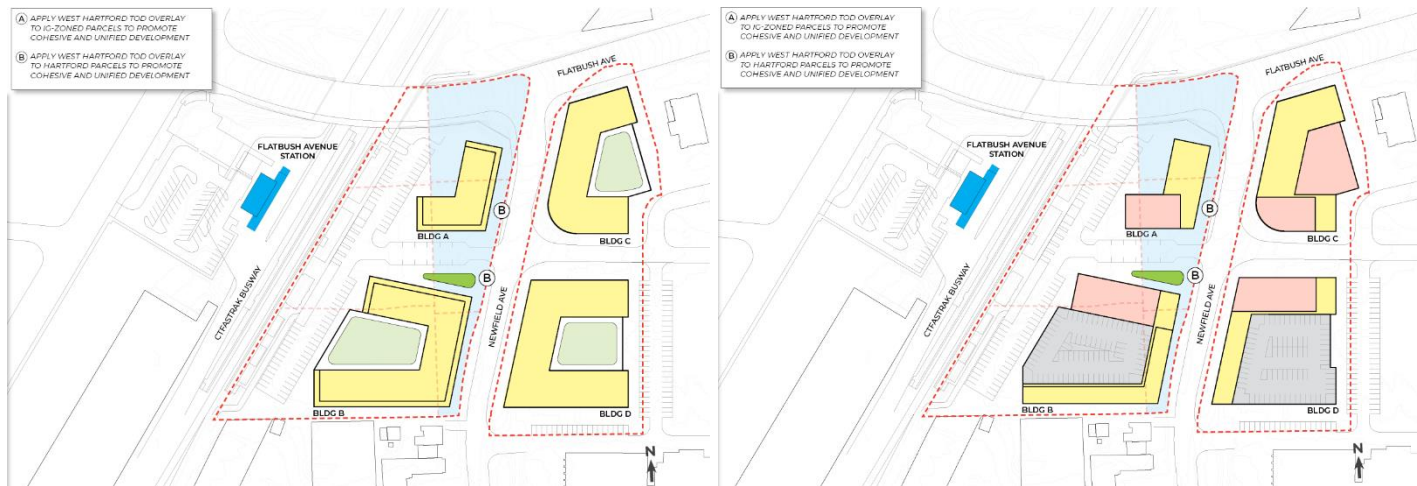 A APPLY WEST HARTFORD TOD OVERLAY
TO IG-ZONED PARCELS TO PROMOTE
COHESIVE AND UNIFIED DEVELOPMENT
B APPLY WEST HARTFORD TOD OVERLAY
TO HARTFORD PARCELS TO PROMOTE
COHESIVE AND UNIFIED DEVELOPMENT
FLATBUSH AVE
FLATBUSH AVENUE
STATION
B
BLDG A
BLDG C
B
CTFASTRAK BUSWAY
NEWFIELD AVE
BLDG B
BLDG D
N
A APPLY WEST HARTFORD TOD OVERLAY
TO IG-ZONED PARCELS TO PROMOTE
COHESIVE AND UNIFIED DEVELOPMENT
B APPLY WEST HARTFORD TOD OVERLAY
TO HARTFORD PARCELS TO PROMOTE
COHESIVE AND UNIFIED DEVELOPMENT
FLATBUSH AVE
FLATBUSH AVENUE
STATION
B
BLDG A
BLDG C
B
CTFASTRAK BUSWAY
NEWFIELD AVE
BLDG B
BLDG D
N